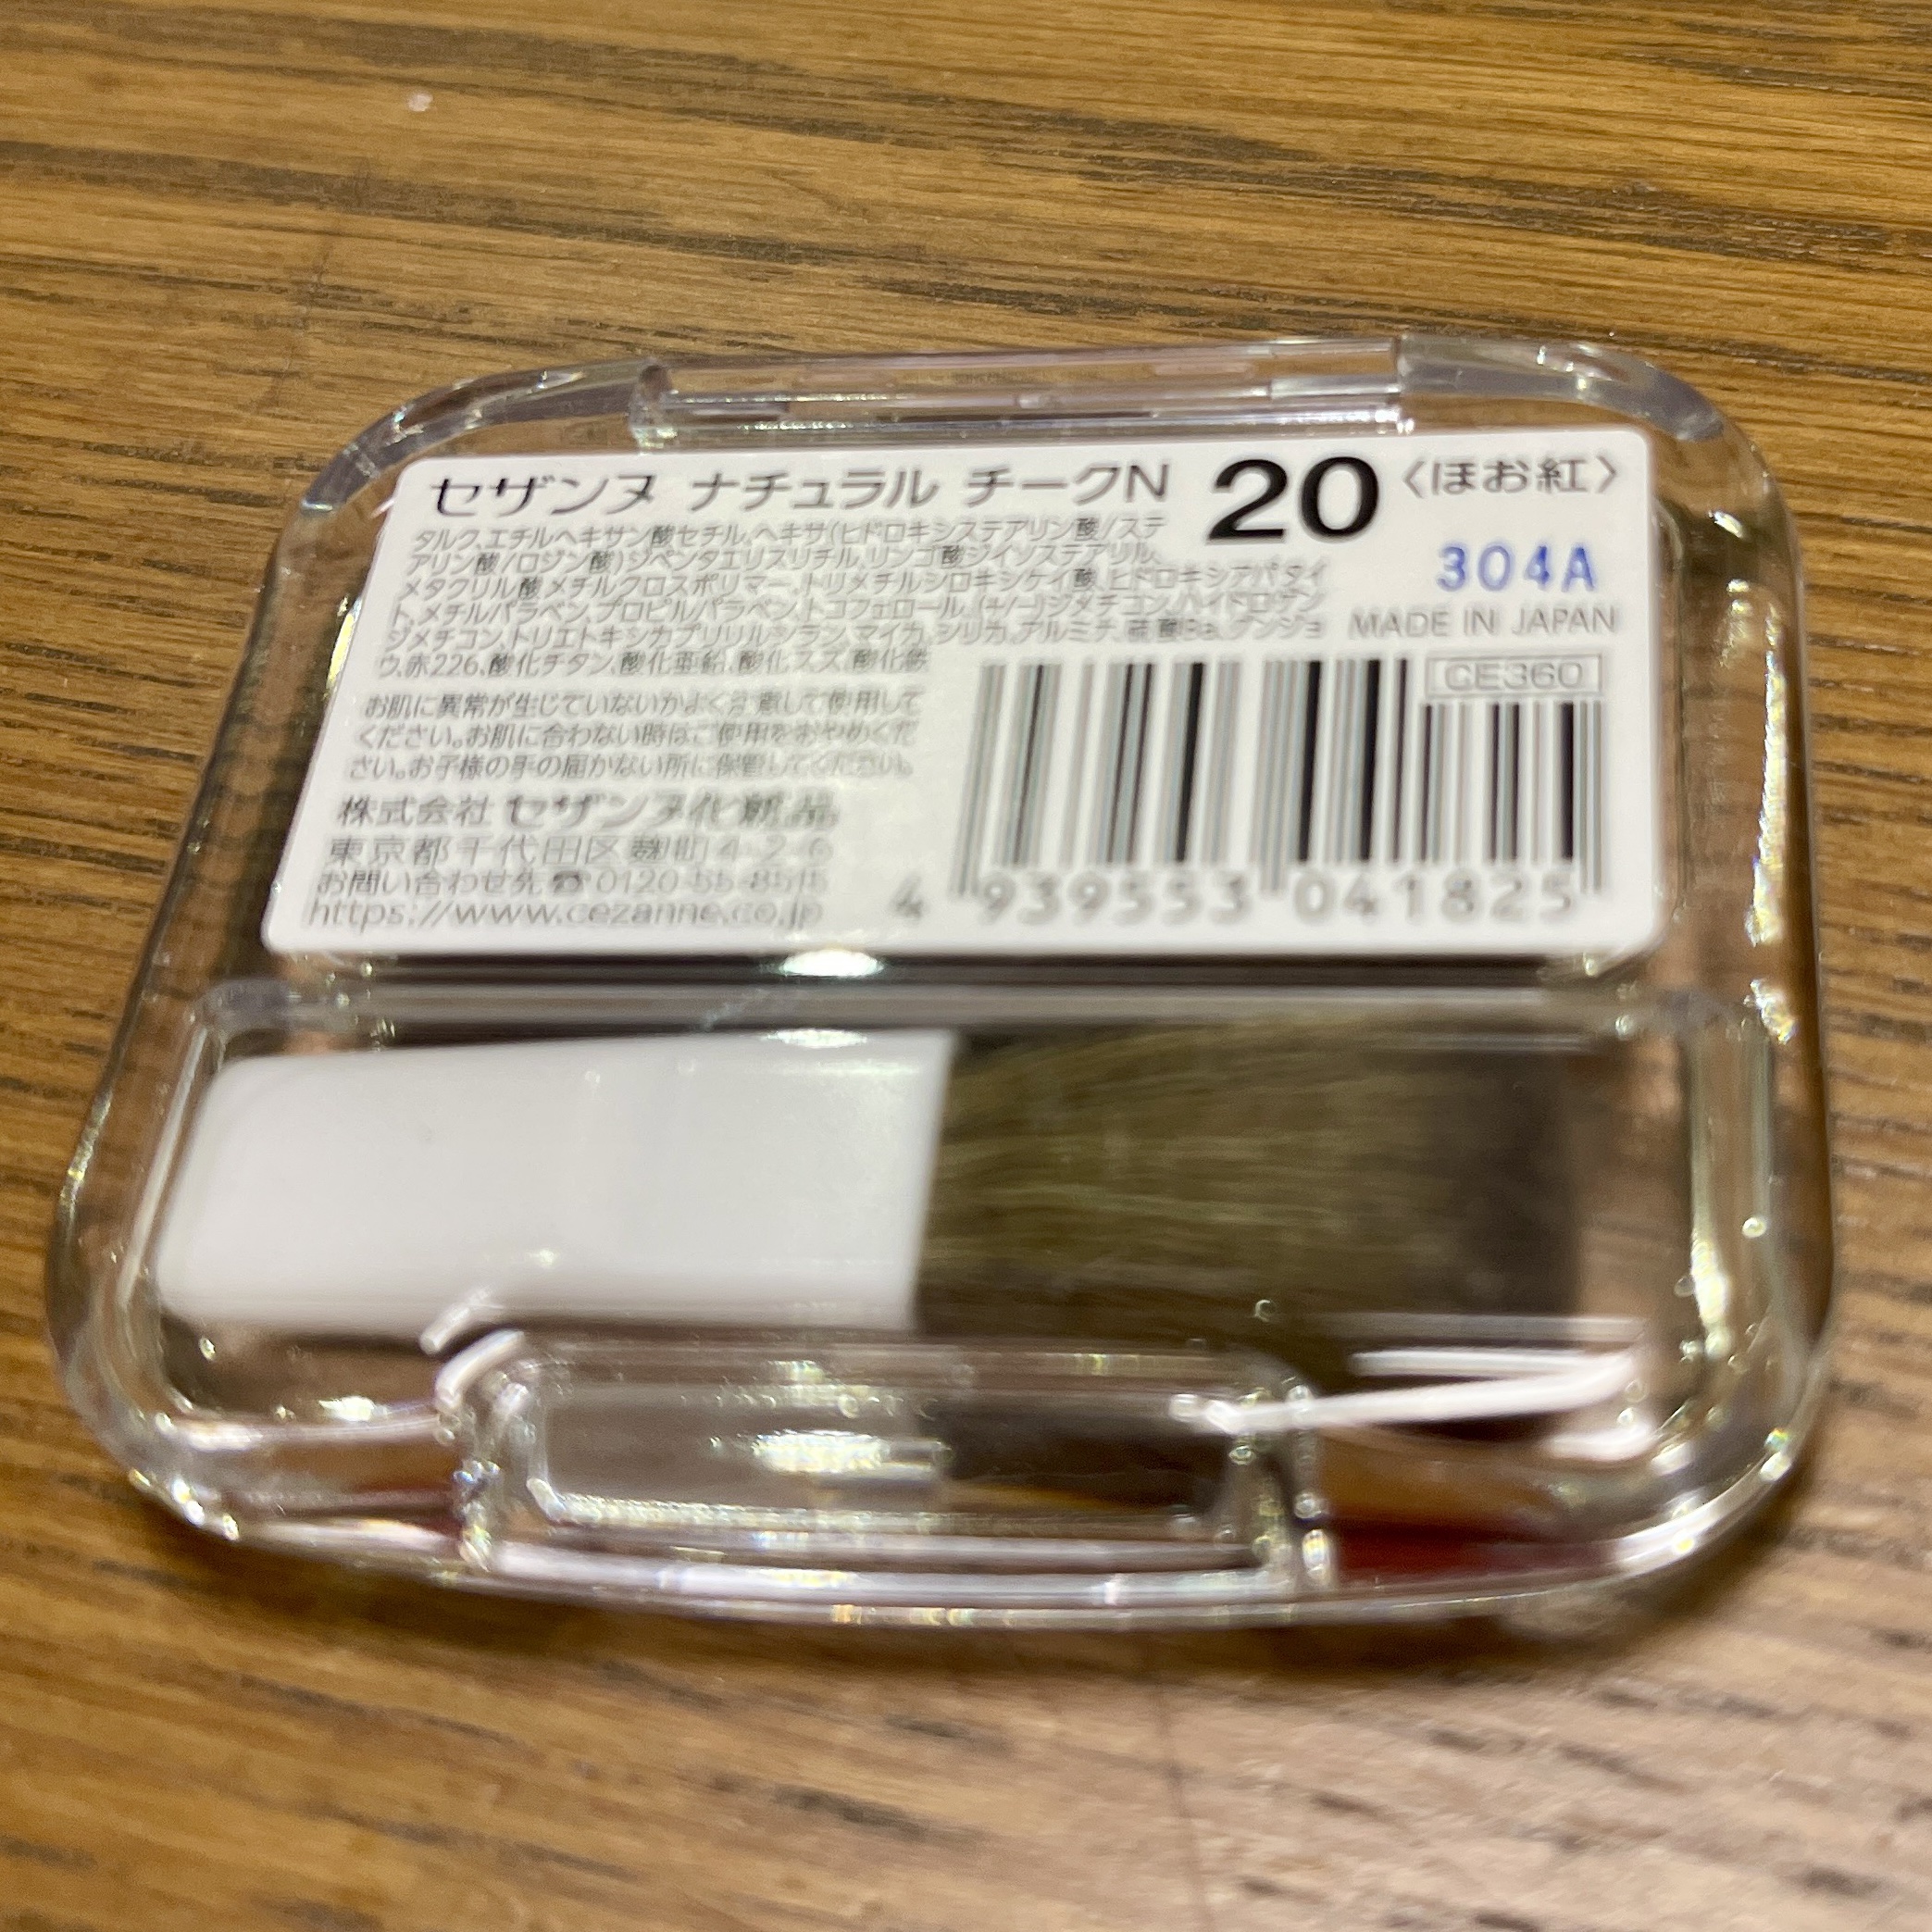 セザンヌ ナチュラル チークN 20 〈ほお紅〉
タルク、エチルヘキサン酸セチル、ヘキサ(ヒドロキシステアリン酸/ステ
アリン酸/ロジン酸)ジペンタエリスリチル、リンゴ酸ジイソステアリル、
メタクリル酸メチルクロスポリマー、トリメチルシロキシケイ酸、ヒドロキシアパタイ
ト、メチルパラベン、プロピルパラベン、トコフェロール、(+/-)ジメチコン、ハイドロゲン
ジメチコン、トリエトキシカプリリルシラン、マイカ、シリカ、アルミナ、硫酸Ba、グンジョ
ウ、赤226、酸化チタン、酸化亜鉛、酸化スズ、酸化鉄
304A
MADE IN JAPAN
CE360
お肌に異常が生じていないかよく注意して使用して
ください。お肌に合わない時はご使用をおやめくだ
さい。お子様の手の届かない所に保管してください。
株式会社 セザンヌ化粧品
東京都千代田区麹町4-2-6
お問い合わせ先☎0120-55-8515
https://www.cezanne.co.jp
4 939553 041825